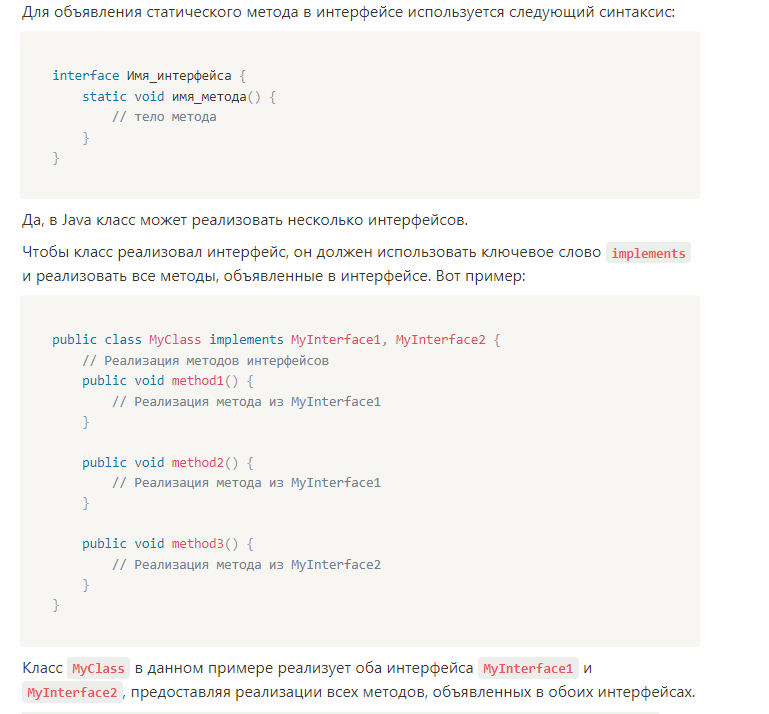 Для объявления статического метода в интерфейсе используется следующий синтаксис:
interface Имя_интерфейса {
static void имя_метода() {
// тело метода
}
}
Да, в Java класс может реализовать несколько интерфейсов.
Чтобы класс реализовал интерфейс, он должен использовать ключевое слово implements
и реализовать все методы, объявленные в интерфейсе. Вот пример:
public class MyClass implements MyInterface1, MyInterface2 {
// Реализация методов интерфейсов
public void method1() {
// Реализация метода из MyInterface1
}
public void method2() {
// Реализация метода из MyInterface1
}
public void method3() {
// Реализация метода из MyInterface2
}
}
Класс MyClass в данном примере реализует оба интерфейса MyInterface1 и
MyInterface2, предоставляя реализации всех методов, объявленных в обоих интерфейсах.